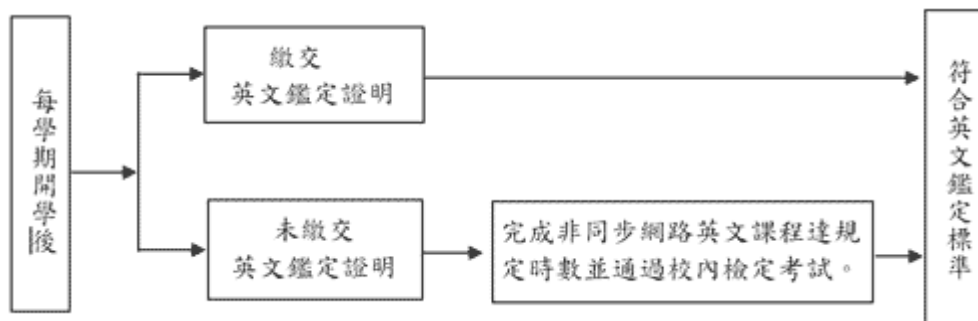 每學期開學後
繳交
英文鑑定證明
未繳交
英文鑑定證明
完成非同步網路英文課程達規
定時數並通過校內檢定考試。
符合英文鑑定標準